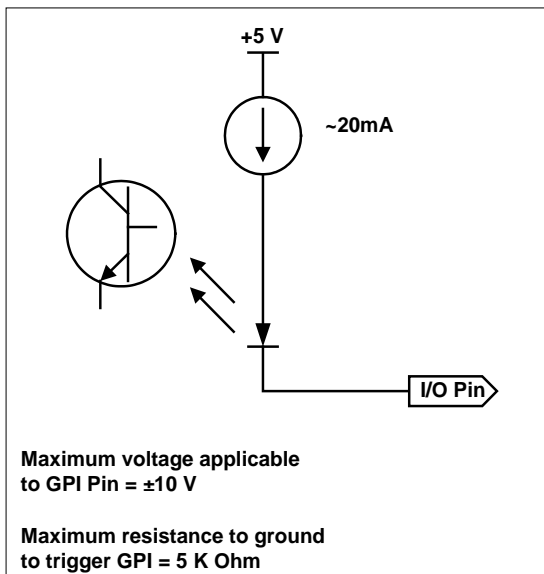 +5 V
~20mA
I/O Pin
Maximum voltage applicable
to GPI Pin = ±10 V
Maximum resistance to ground
to trigger GPI = 5 K Ohm